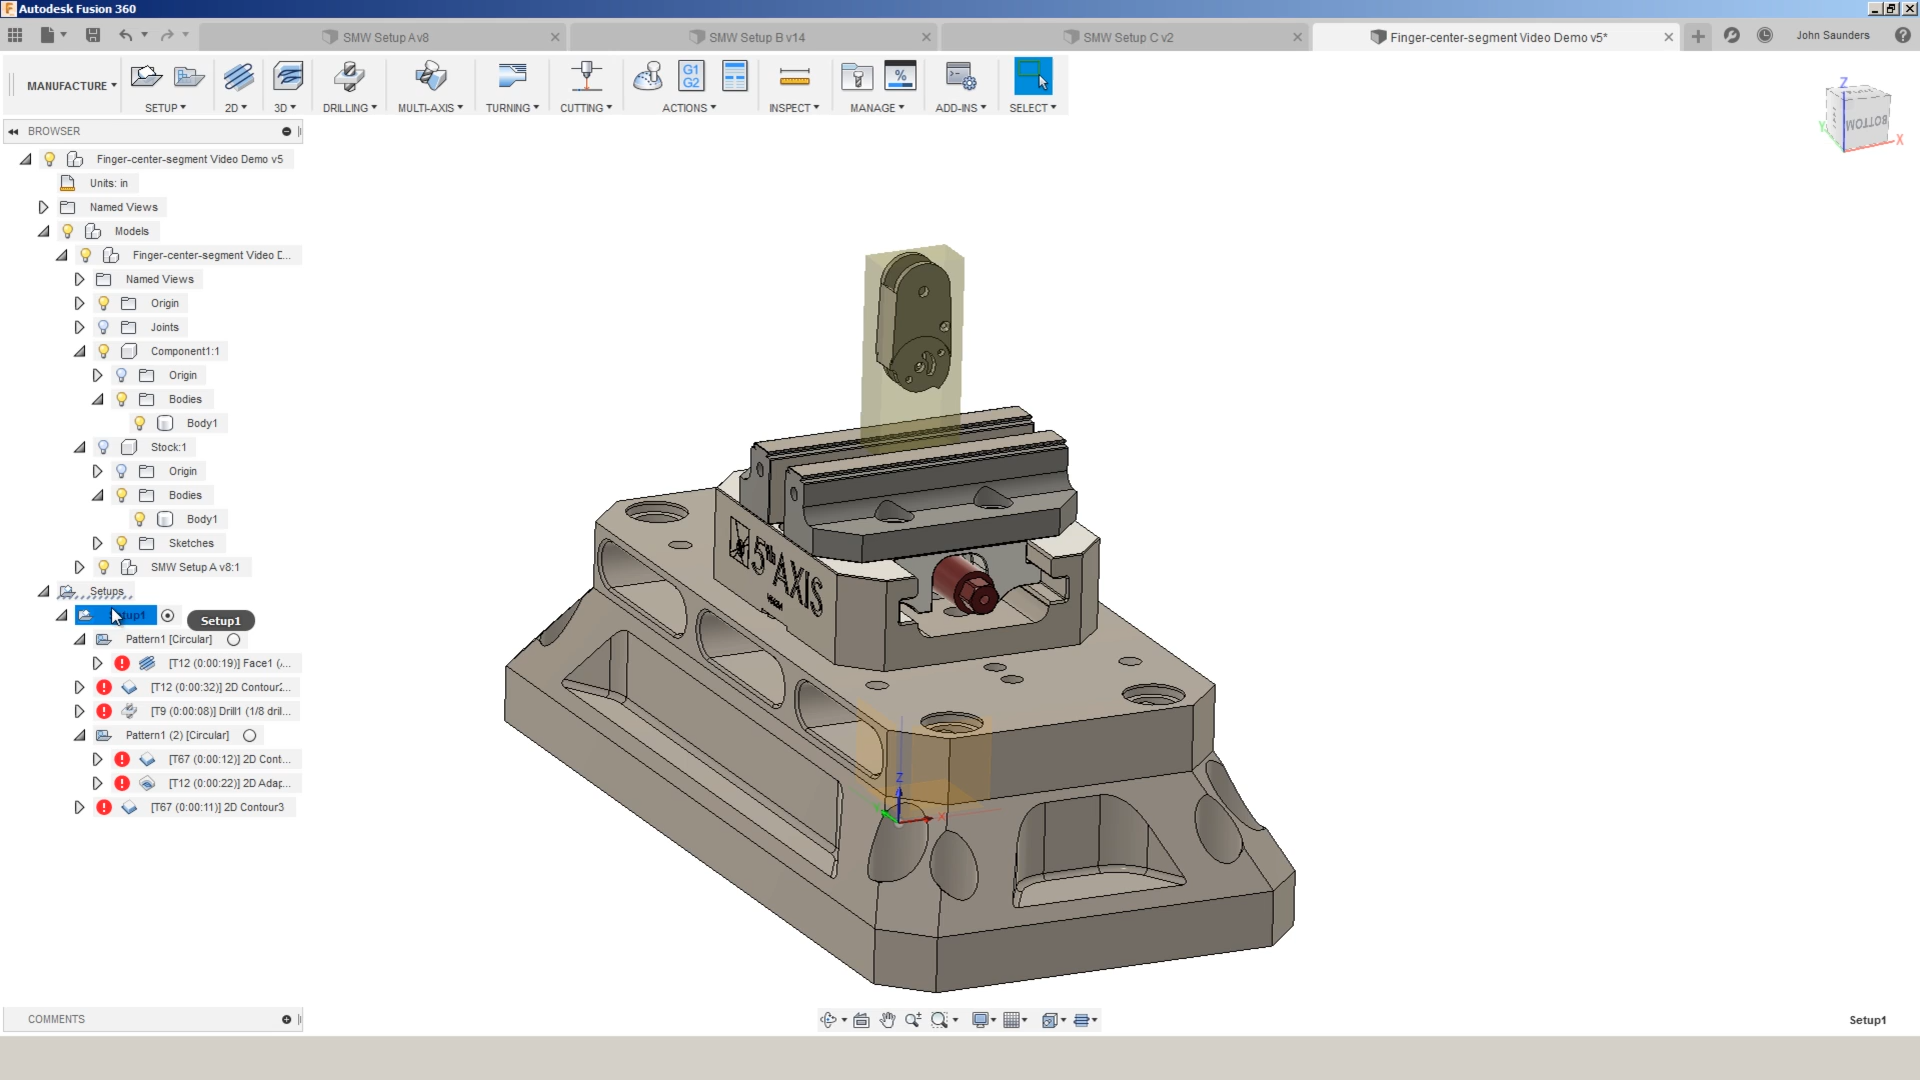 Autodesk Fusion 360
SMW Setup A v8
SMW Setup B v14
SMW Setup C v2
Finger-center-segment Video Demo v5*
John Saunders
MANUFACTURE
G1
G2
%
SETUP
2D
3D
DRILLING
MULTI-AXIS
TURNING
CUTTING
ACTIONS
INSPECT
MANAGE
ADD-INS
SELECT
BROWSER
Z
BOTTOM
Y
X
Finger-center-segment Video Demo v5
Units: in
Named Views
Models
Finger-center-segment Video D...
Named Views
Origin
Joints
Component1:1
Origin
Bodies
Body1
Stock:1
Origin
Bodies
Body1
Sketches
SMW Setup A v8:1
Setups
Setup1
Setup1
Pattern1 [Circular]
[T12 (0:00:19)] Face1 (...
[T12 (0:00:32)] 2D Contour2...
[T9 (0:00:08)] Drill1 (1/8 dril...
Pattern1 (2) [Circular]
[T67 (0:00:12)] 2D Cont...
[T12 (0:00:22)] 2D Adap...
[T67 (0:00:11)] 2D Contour3
5th AXIS
Z
X
COMMENTS
Setup1